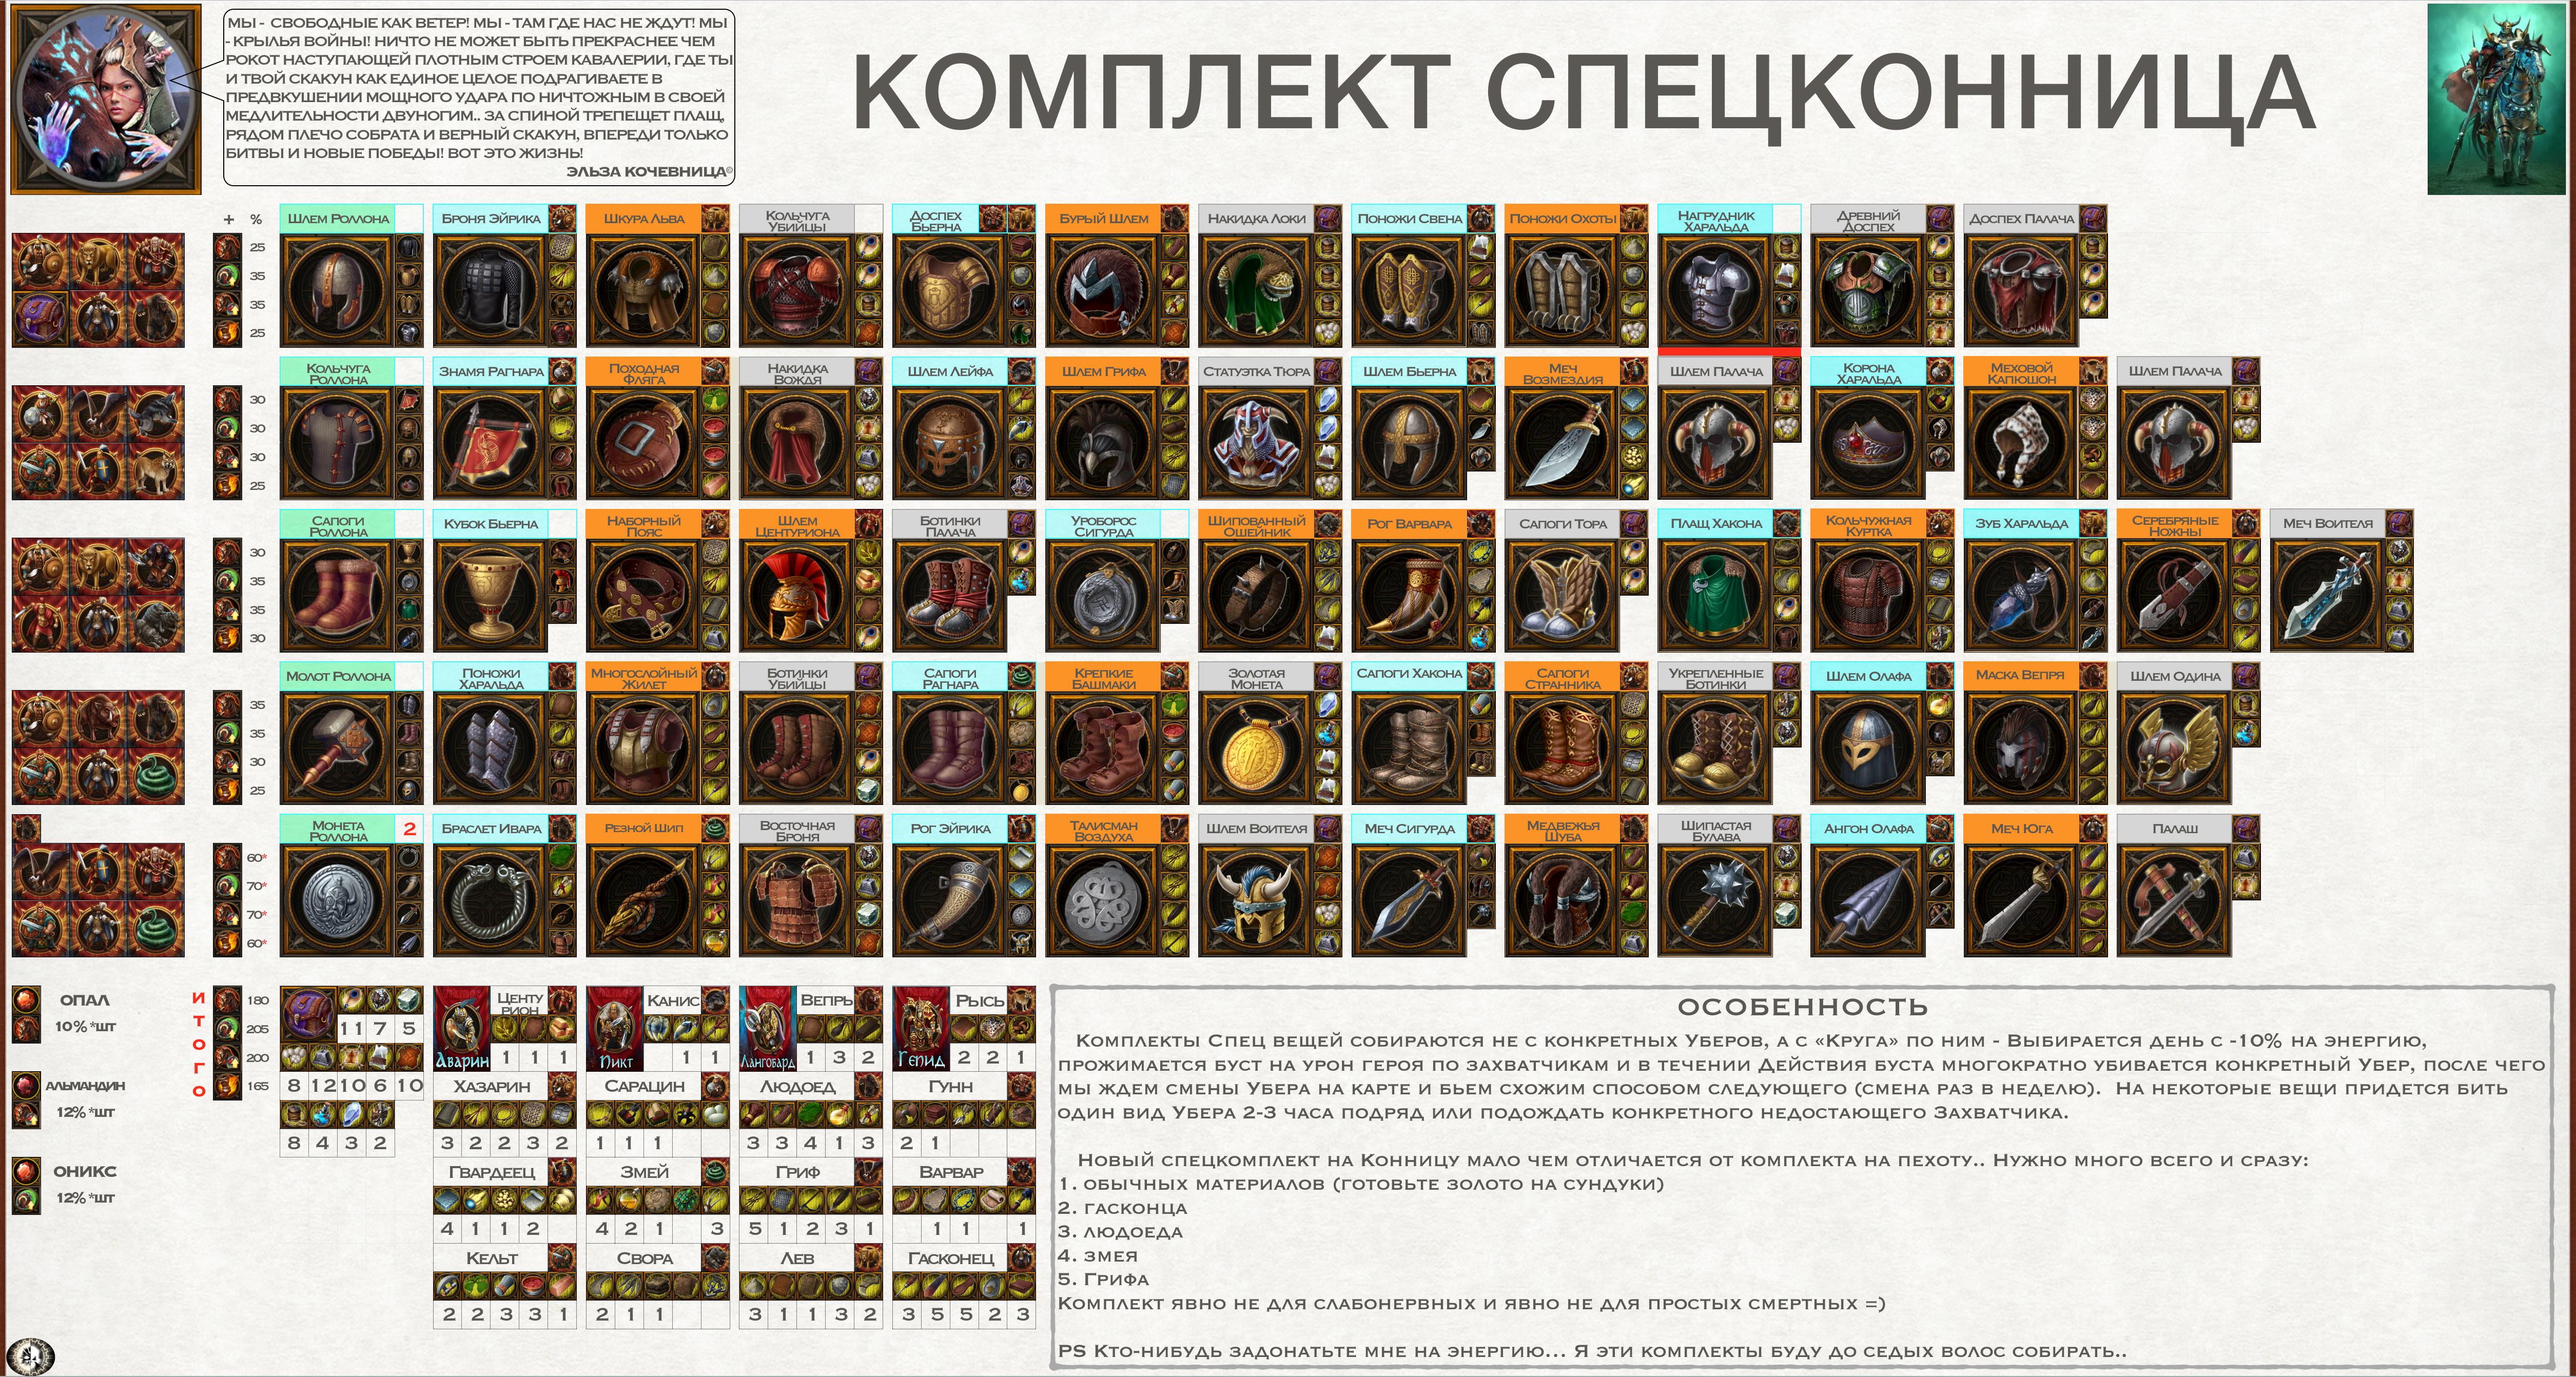 МЫ - СВОБОДНЫЕ КАК ВЕТЕР! МЫ - ТАМ ГДЕ НАС НЕ ЖДУТ! МЫ
- КРЫЛЬЯ ВОЙНЫ! НИЧТО НЕ МОЖЕТ БЫТЬ ПРЕКРАСНЕЕ ЧЕМ
РОКОТ НАСТУПАЮЩЕЙ ПЛОТНЫМ СТРОЕМ КАВАЛЕРИИ, ГДЕ ТЫ
И ТВОЙ СКАКУН КАК ЕДИНОЕ ЦЕЛОЕ ПОДРАГИВАЕТЕ В
ПРЕДВКУШЕНИИ МОЩНОГО УДАРА ПО НИЧТОЖНЫМ В СВОЕЙ
МЕДЛИТЕЛЬНОСТИ ДВУНОГИМ.. ЗА СПИНОЙ ТРЕПЕЩЕТ ПЛАЩ,
РЯДОМ ПЛЕЧО СОБРАТА И ВЕРНЫЙ СКАКУН, ВПЕРЕДИ ТОЛЬКО
БИТВЫ И НОВЫЕ ПОБЕДЫ! ВОТ ЭТО ЖИЗНЬ!
ЭЛЬЗА КОЧЕВНИЦА©
КОМПЛЕКТ СПЕЦКОННИЦА
+ %
25
35
35
25
Шлем Роллона
Броня Эйрика
Шкура Льва
Кольчуга
Убийцы
Доспех
Бьерна
Бурый Шлем
Накидка Локи
Поножи Свена
Поножи Охоты
Нагрудник
Харальда
Древний
Доспех
Доспех Палача
30
30
30
25
Кольчуга
Роллона
Знамя Рагнара
Походная
Фляга
Накидка
Вождя
Шлем Лейфа
Шлем Грифа
Статуэтка Тюра
Шлем Бьерна
Меч
Возмездия
Шлем Палача
Корона
Харальда
Меховой
Капюшон
Шлем Палача
30
35
35
30
Сапоги
Роллона
Кубок Бьерна
Наборный
Пояс
Шлем
Центуриона
Ботинки
Палача
Уроборос
Сигурда
Шипованный
Ошейник
Рог Варвара
Сапоги Тора
Плащ Хакона
Кольчужная
Куртка
Зуб Харальда
Серебряные
Ножны
Меч Воителя
35
35
30
25
Молот Роллона
Поножи
Харальда
Многослойный
Жилет
Ботинки
Убийцы
Сапоги
Рагнара
Крепкие
Башмаки
Золотая
Монета
Сапоги Хакона
Сапоги
Странника
Укрепленные
Ботинки
Шлем Олафа
Маска Вепря
Шлем Одина
60*
70*
70*
60*
Монета
Роллона
2
Браслет Ивара
Резной Шип
Восточная
Броня
Рог Эйрика
Талисман
Воздуха
Шлем Воителя
Меч Сигурда
Медвежья
Шуба
Шипастая
Булава
Ангон Олафа
Меч Юга
Палаш
ОПАЛ
10% *шт
АЛЬМАНДИН
12% *шт
ОНИКС
12% *шт
И
Т
О
Г
О
180
205
200
165
11 7 5
8 12 10 6 10
8 4 3 2
Аварин
Центу
рион
1 1 1
Пикт
Канис
1 1
Лангобард
Вепрь
1 3 2
Гепид
Рысь
2 2 1
Хазарин
3 2 2 3 2
Сарацин
1 1 1
Людоед
3 3 4 1 3
Гунн
2 1
Гвардеец
4 1 1 2
Змей
4 2 1 3
Гриф
5 1 2 3 1
Варвар
1 1 1
Кельт
2 2 3 3 1
Свора
2 1 1
Лев
3 1 1 3 2
Гасконец
3 5 5 2 3
ОСОБЕННОСТЬ
Комплекты Спец вещей собираются не с конкретных Уберов, а с «Круга» по ним - Выбирается день с -10% на энергию,
прожимается буст на урон героя по захватчикам и в течении Действия буста многократно убивается конкретный Убер, после чего
мы ждем смены Убера на карте и бьем схожим способом следующего (смена раз в неделю). На некоторые вещи придется бить
один вид Убера 2-3 часа подряд или подождать конкретного недостающего Захватчика.
Новый спецкомплект на Конницу мало чем отличается от комплекта на пехоту.. Нужно много всего и сразу:
1. обычных материалов (готовьте золото на сундуки)
2. гасконца
3. людоеда
4. змея
5. Грифа
Комплект явно не для слабонервных и явно не для простых смертных =)
PS Кто-нибудь задонатьте мне на энергию... Я эти комплекты буду до седых волос собирать..